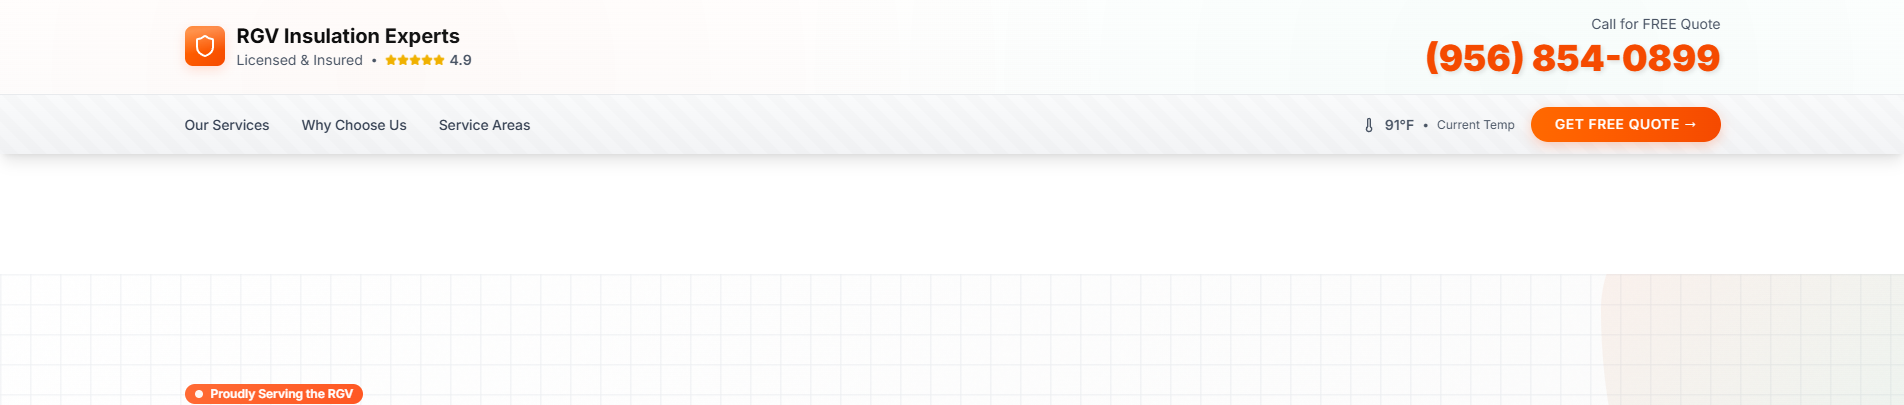 RGV Insulation Experts
Licensed & Insured • ★★★★★ 4.9
Call for FREE Quote
(956) 854-0899
Our Services
Why Choose Us
Service Areas
91°F • Current Temp
GET FREE QUOTE →
Proudly Serving the RGV